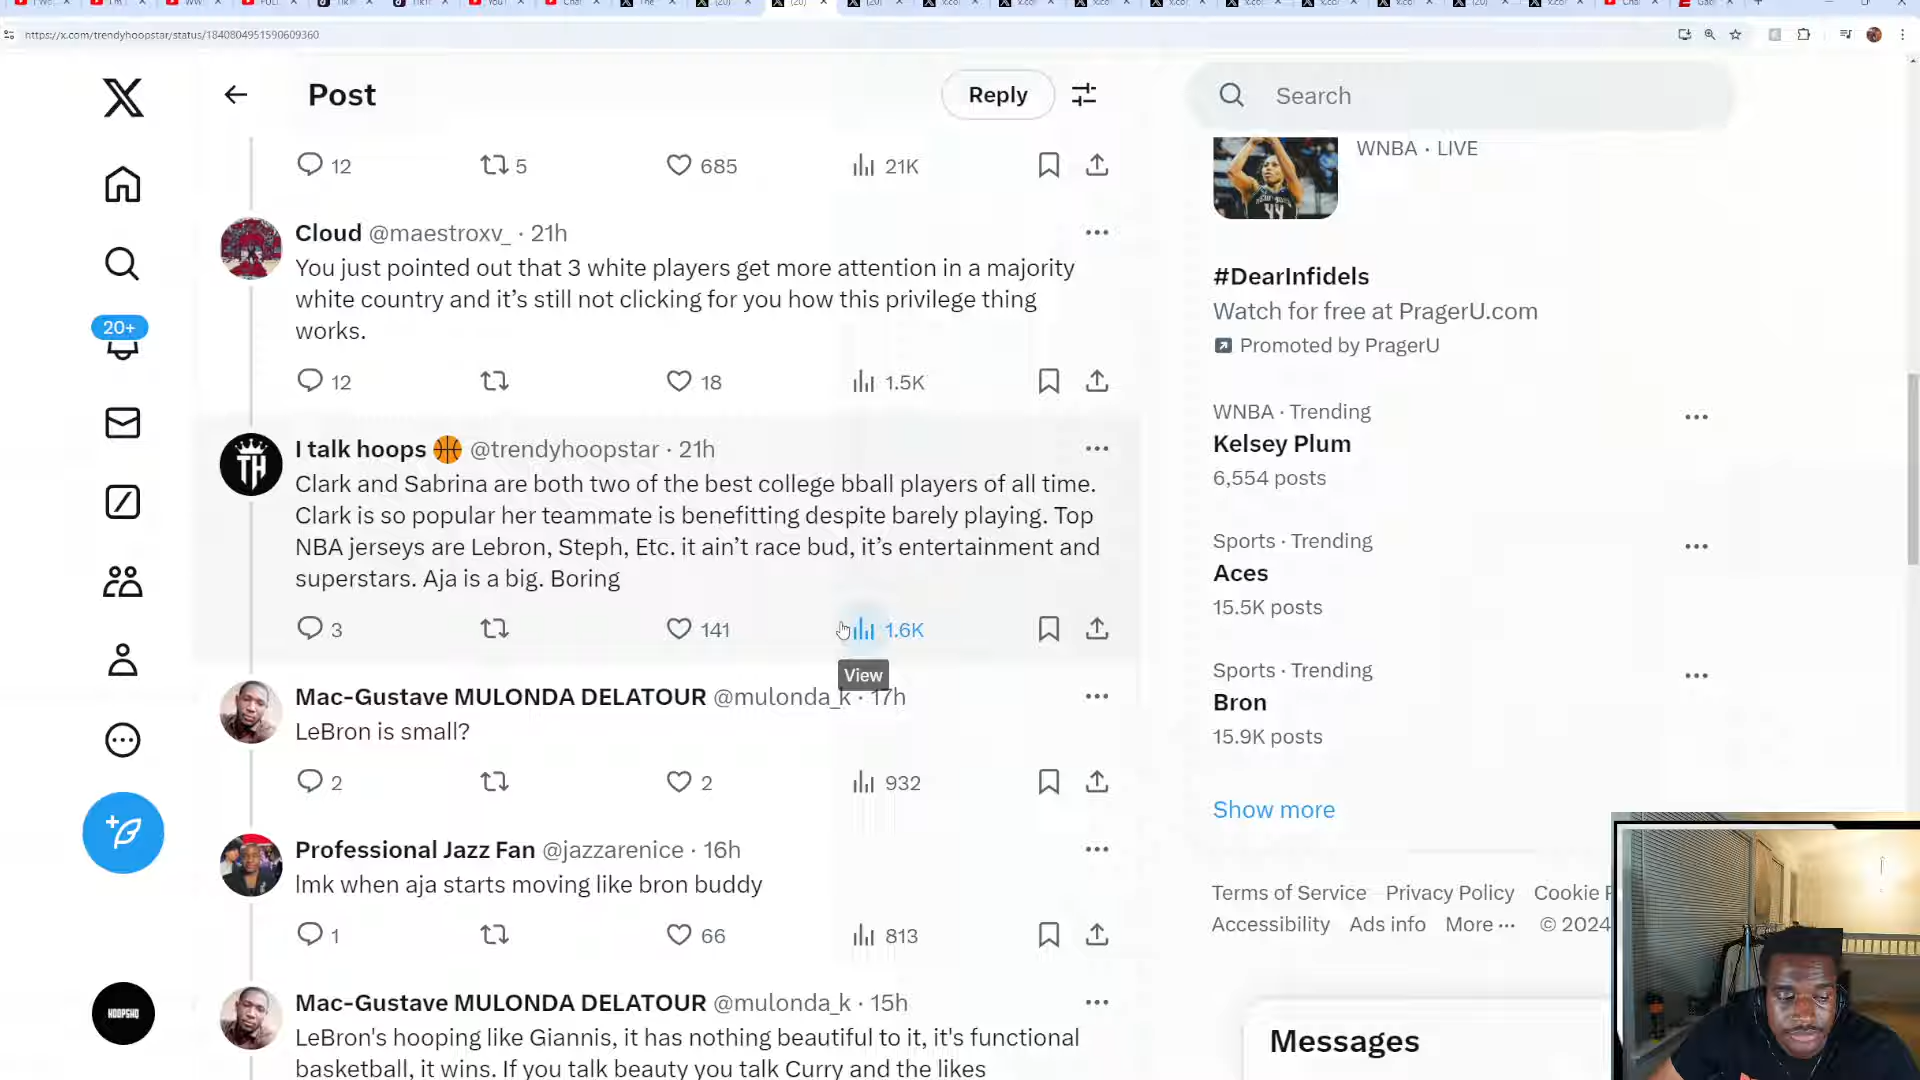 https://x.com/trendyhoopstar/status/1840804951590609360
Post
Reply
Search
12
5
685
21K
WNBA · LIVE
Cloud @maestroxv_ · 21h
You just pointed out that 3 white players get more attention in a majority
white country and it's still not clicking for you how this privilege thing
works.
12
18
1.5K
#DearInfidels
Watch for free at PragerU.com
Promoted by PragerU
20+
WNBA · Trending
Kelsey Plum
6,554 posts
I talk hoops @trendyhoopstar · 21h
Clark and Sabrina are both two of the best college bball players of all time.
Clark is so popular her teammate is benefitting despite barely playing. Top
NBA jerseys are Lebron, Steph, Etc. it ain't race bud, it's entertainment and
superstars. Aja is a big. Boring
3
141
1.6K
View
Sports · Trending
Aces
15.5K posts
Sports · Trending
Bron
15.9K posts
Show more
Mac-Gustave MULONDA DELATOUR @mulonda_k · 17h
LeBron is small?
2
2
932
Professional Jazz Fan @jazzarenice · 16h
lmk when aja starts moving like bron buddy
1
66
813
Terms of Service Privacy Policy Cookie
Accessibility Ads info More © 2024
Mac-Gustave MULONDA DELATOUR @mulonda_k · 15h
LeBron's hooping like Giannis, it has nothing beautiful to it, it's functional
basketball, it wins. If you talk beauty you talk Curry and the likes
Messages
TH
HOOPSHQ
44